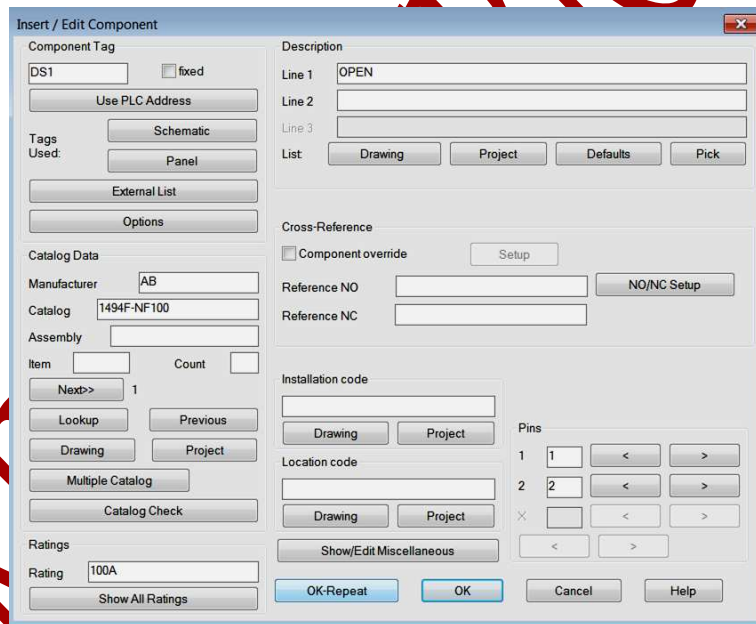 Insert / Edit Component
Component Tag
DS1
fixed
Use PLC Address
Tags Used:
Schematic
Panel
External List
Options
Catalog Data
Manufacturer AB
Catalog 1494F-NF100
Assembly
Item Count
Next>> 1
Lookup Previous
Drawing Project
Multiple Catalog
Catalog Check
Ratings
Rating 100A
Show All Ratings
Description
Line 1 OPEN
Line 2
Line 3
List: Drawing Project Defaults Pick
Cross-Reference
Component override Setup
Reference NO NO/NC Setup
Reference NC
Installation code
Drawing Project
Location code
Drawing Project
Show/Edit Miscellaneous
Pins
1 1 < >
2 2 < >
X < >
< >
OK-Repeat OK Cancel Help